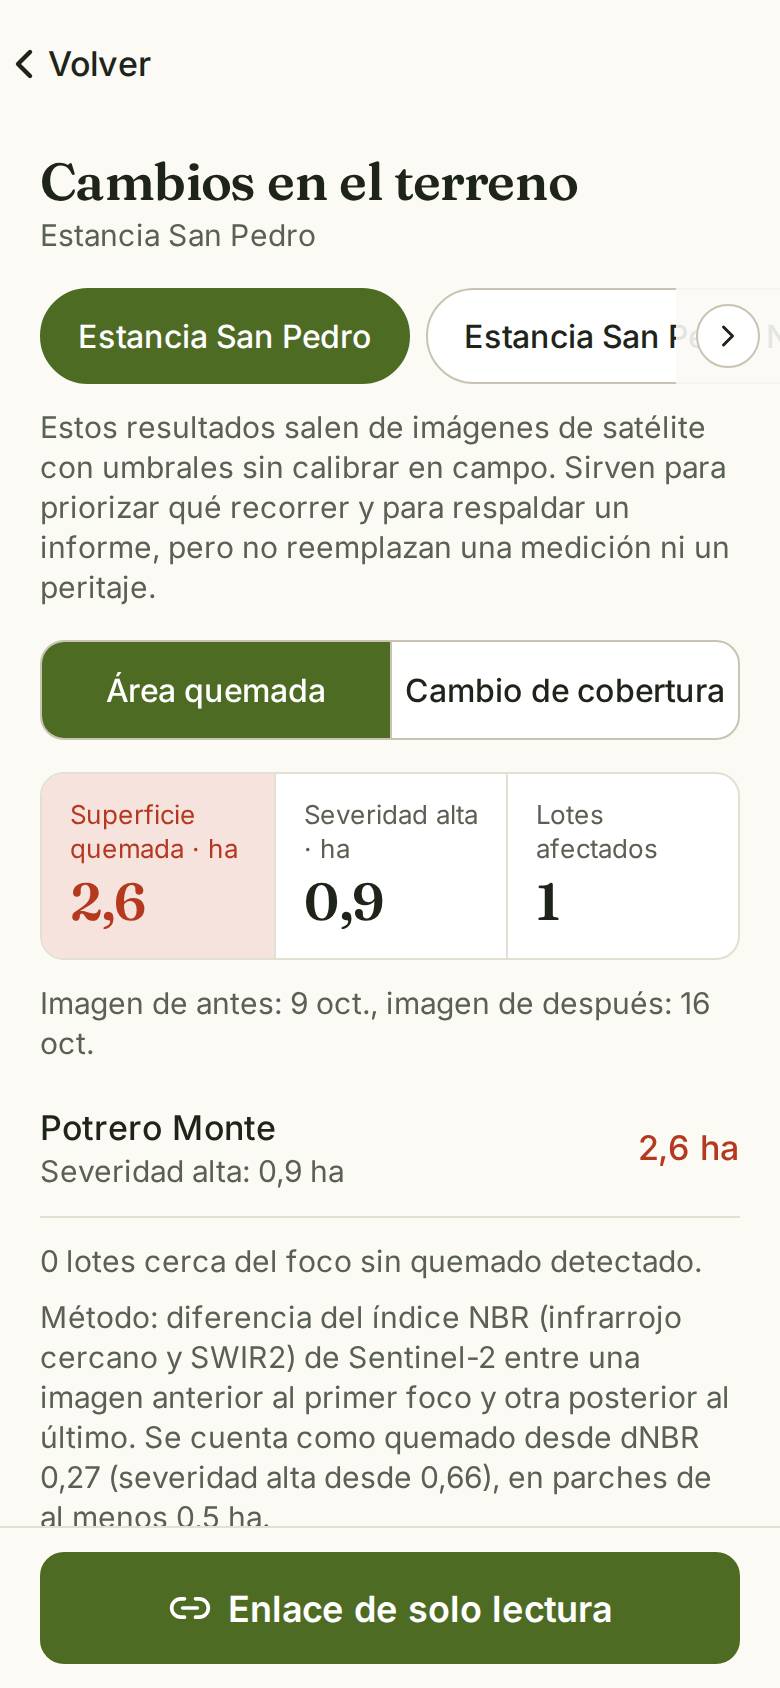 Volver
Cambios en el terreno
Estancia San Pedro
Estancia San Pedro
Estancia San Pe
Estos resultados salen de imágenes de satélite
con umbrales sin calibrar en campo. Sirven para
priorizar qué recorrer y para respaldar un
informe, pero no reemplazan una medición ni un
peritaje.
Área quemada
Cambio de cobertura
Superficie
quemada · ha
2,6
Severidad alta
· ha
0,9
Lotes
afectados
1
Imagen de antes: 9 oct., imagen de después: 16
oct.
Potrero Monte
Severidad alta: 0,9 ha
2,6 ha
0 lotes cerca del foco sin quemado detectado.
Método: diferencia del índice NBR (infrarrojo
cercano y SWIR2) de Sentinel-2 entre una
imagen anterior al primer foco y otra posterior al
último. Se cuenta como quemado desde dNBR
0,27 (severidad alta desde 0,66), en parches de
al menos 0,5 ha.
Enlace de solo lectura